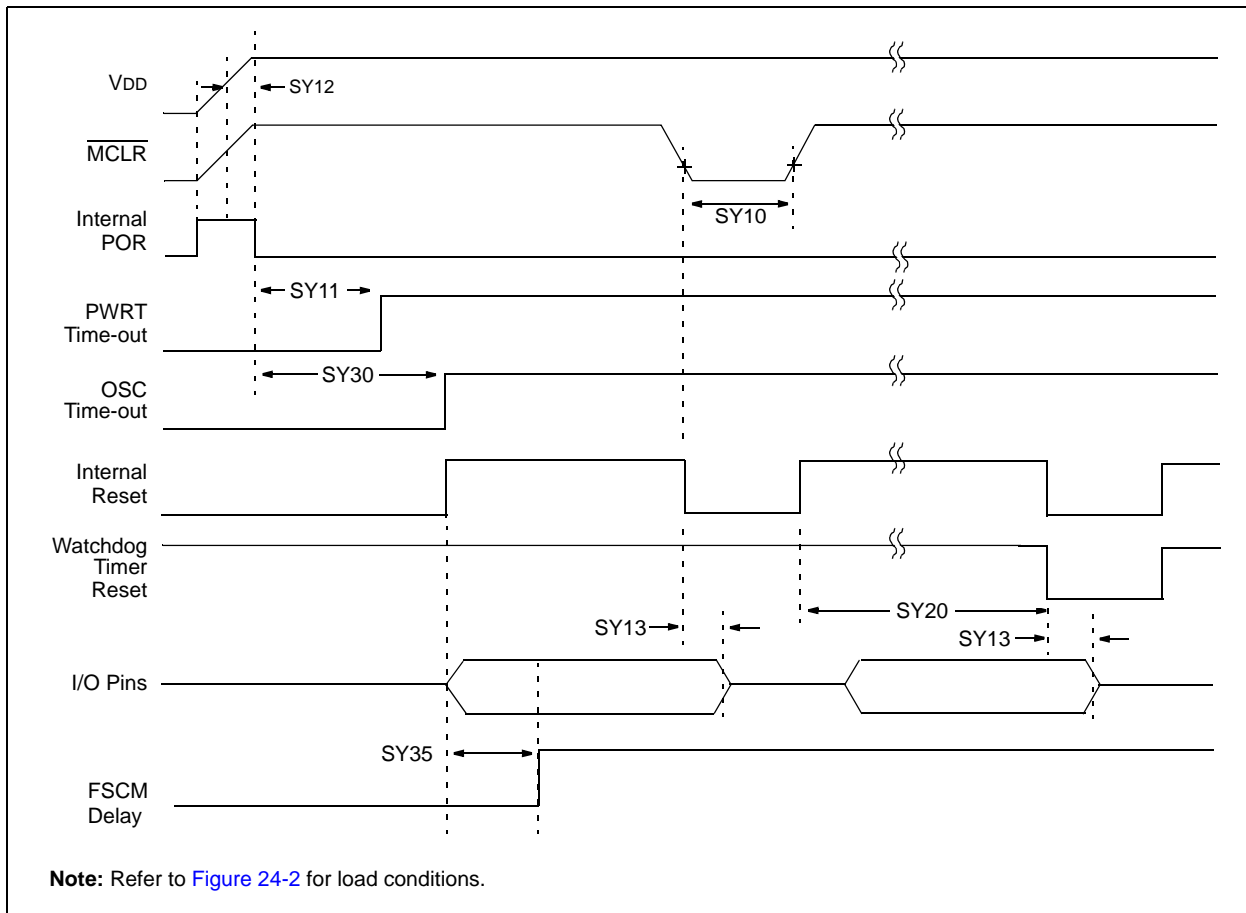 VDD
SY12
MCLR
SY10
Internal
POR
SY11
PWRT
Time-out
SY30
OSC
Time-out
Internal
Reset
Watchdog
Timer
Reset
SY20
SY13
SY13
I/O Pins
SY35
FSCM
Delay
Note: Refer to Figure 24-2 for load conditions.